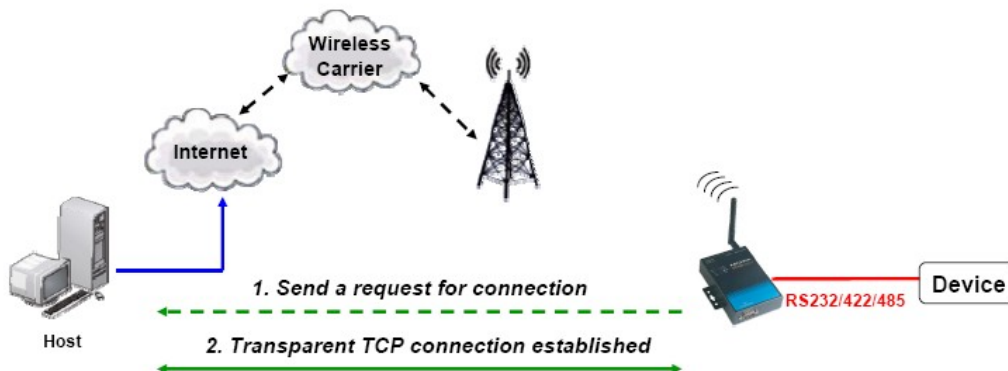 Wireless
Carrier
Internet
1. Send a request for connection
RS232/422/485
Device
Host
2. Transparent TCP connection established